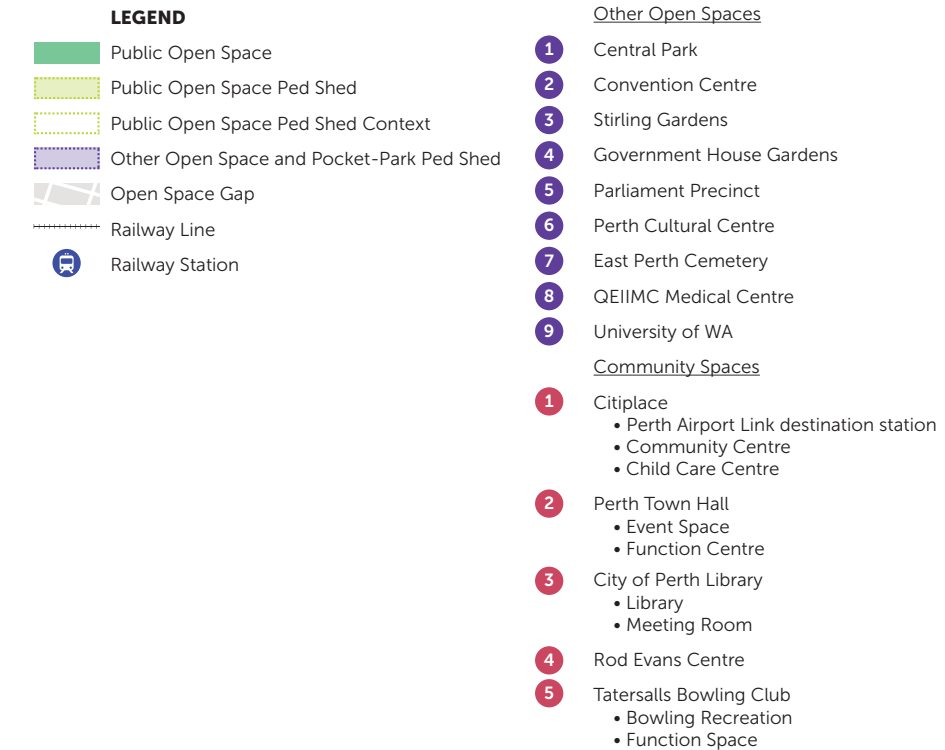 LEGEND
Public Open Space
Public Open Space Ped Shed
Public Open Space Ped Shed Context
Other Open Space and Pocket-Park Ped Shed
Open Space Gap
Railway Line
Railway Station
Other Open Spaces
1 Central Park
2 Convention Centre
3 Stirling Gardens
4 Government House Gardens
5 Parliament Precinct
6 Perth Cultural Centre
7 East Perth Cemetery
8 QEIIMC Medical Centre
9 University of WA
Community Spaces
1 Citiplace
• Perth Airport Link destination station
• Community Centre
• Child Care Centre
2 Perth Town Hall
• Event Space
• Function Centre
3 City of Perth Library
• Library
• Meeting Room
4 Rod Evans Centre
5 Tatersalls Bowling Club
• Bowling Recreation
• Function Space